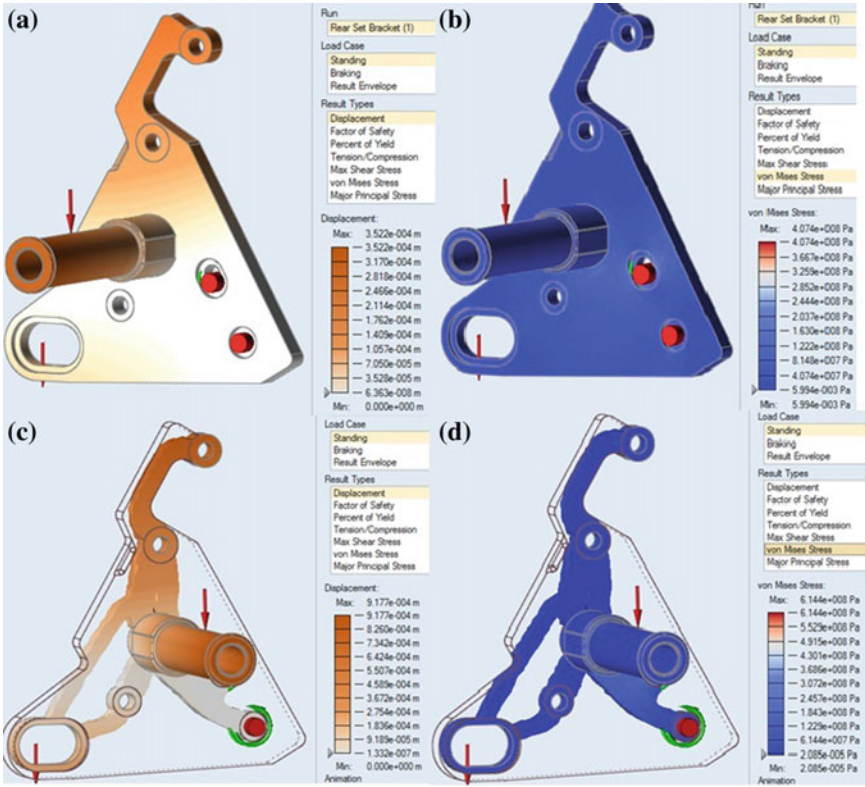 (a)
Run
Rear Set Bracket (1)
Load Case
Standing
Braking
Result Envelope
Result Types
Displacement
Factor of Safety
Percent of Yield
Tension/Compression
Max Shear Stress
von Mises Stress
Major Principal Stress
Displacement:
Max: 3.522e-004 m
3.522e-004 m
3.170e-004 m
2.818e-004 m
2.466e-004 m
2.114e-004 m
1.762e-004 m
1.409e-004 m
1.057e-004 m
7.050e-005 m
3.528e-005 m
6.363e-008 m
Min: 0.000e+000 m
(b)
Run
Rear Set Bracket (1)
Load Case
Standing
Braking
Result Envelope
Result Types
Displacement
Factor of Safety
Percent of Yield
Tension/Compression
Max Shear Stress
von Mises Stress
Major Principal Stress
von Mises Stress:
Max: 4.074e+008 Pa
4.074e+008 Pa
3.667e+008 Pa
3.259e+008 Pa
2.852e+008 Pa
2.444e+008 Pa
2.037e+008 Pa
1.630e+008 Pa
1.222e+008 Pa
8.148e+007 Pa
4.074e+007 Pa
5.994e-003 Pa
Min: 5.994e-003 Pa
(c)
Load Case
Standing
Braking
Result Envelope
Result Types
Displacement
Factor of Safety
Percent of Yield
Tension/Compression
Max Shear Stress
von Mises Stress
Major Principal Stress
Displacement:
Max: 9.177e-004 m
9.177e-004 m
8.260e-004 m
7.342e-004 m
6.424e-004 m
5.507e-004 m
4.589e-004 m
3.672e-004 m
2.754e-004 m
1.836e-004 m
9.189e-005 m
1.332e-007 m
Min: 0.000e+000 m
Animation
(d)
Load Case
Standing
Braking
Result Envelope
Result Types
Displacement
Factor of Safety
Percent of Yield
Tension/Compression
Max Shear Stress
von Mises Stress
Major Principal Stress
von Mises Stress:
Max: 6.144e+008 Pa
6.144e+008 Pa
5.529e+008 Pa
4.915e+008 Pa
4.301e+008 Pa
3.686e+008 Pa
3.072e+008 Pa
2.457e+008 Pa
1.843e+008 Pa
1.229e+008 Pa
6.144e+007 Pa
2.085e-005 Pa
Min: 2.085e-005 Pa
Animation